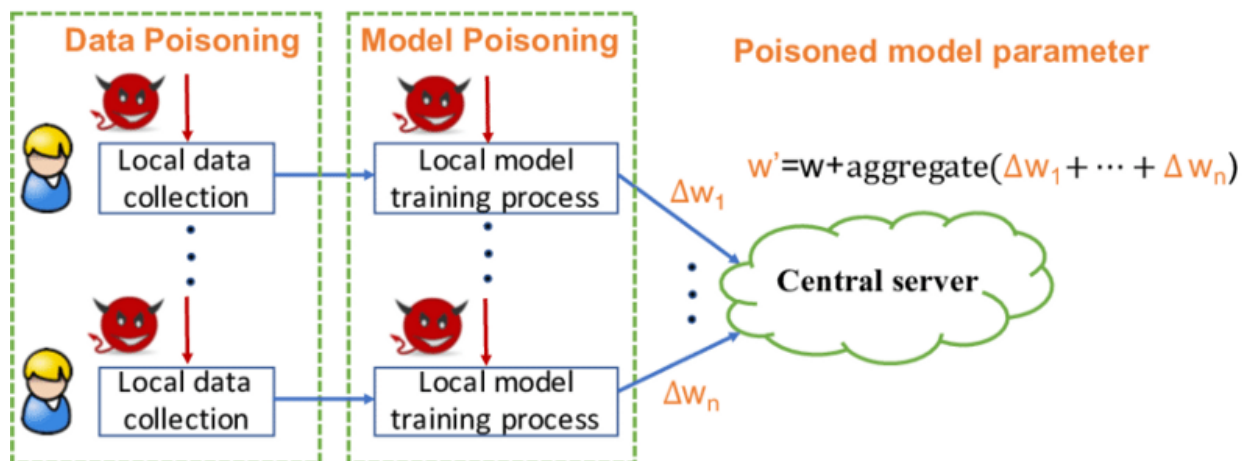 Data Poisoning
Model Poisoning
Poisoned model parameter
Local data
collection
Local model
training process
w'=w+aggregate(Δw1+ ⋯ + Δ wn)
Δw1
Central server
Local data
collection
Local model
training process
Δwn